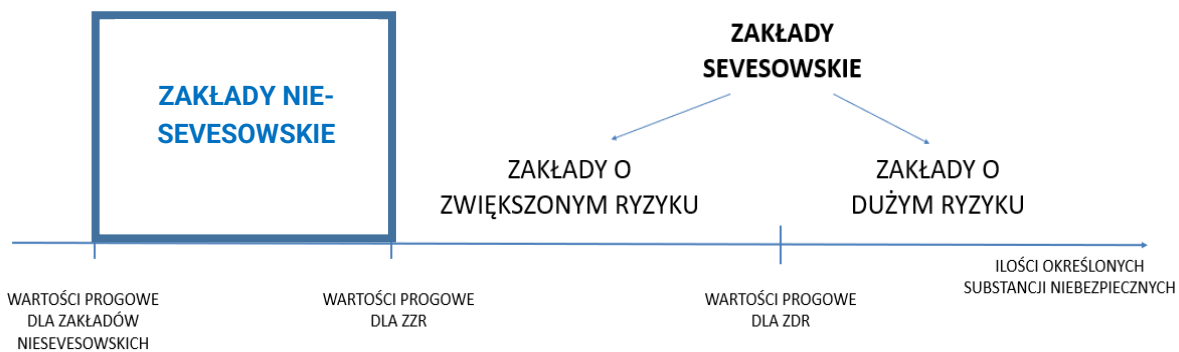 ZAKŁADY NIE-
SEVESOWSKIE
ZAKŁADY
SEVESOWSKIE
ZAKŁADY O
ZWIĘKSZONYM RYZYKU
ZAKŁADY O
DUŻYM RYZYKU
WARTOŚCI PROGOWE
DLA ZAKŁADÓW
NIESEVESOWSKICH
WARTOŚCI PROGOWE
DLA ZZR
WARTOŚCI PROGOWE
DLA ZDR
ILOŚCI OKREŚLONYCH
SUBSTANCJI NIEBEZPIECZNYCH